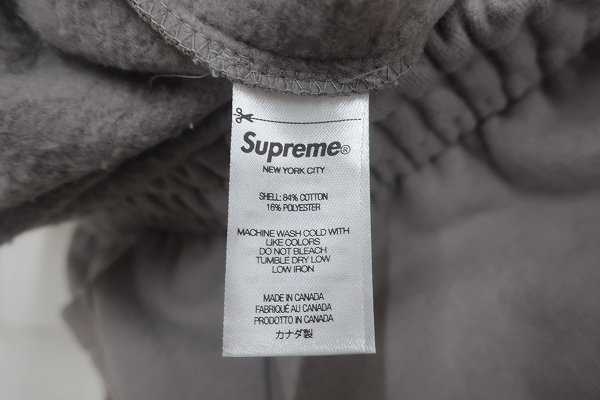 Supreme®
NEW YORK CITY
SHELL: 84% COTTON
16% POLYESTER
MACHINE WASH COLD WITH
LIKE COLORS
DO NOT BLEACH
TUMBLE DRY LOW
LOW IRON
MADE IN CANADA
FABRIQUÉ AU CANADA
PRODOTTO IN CANADA
カナダ製